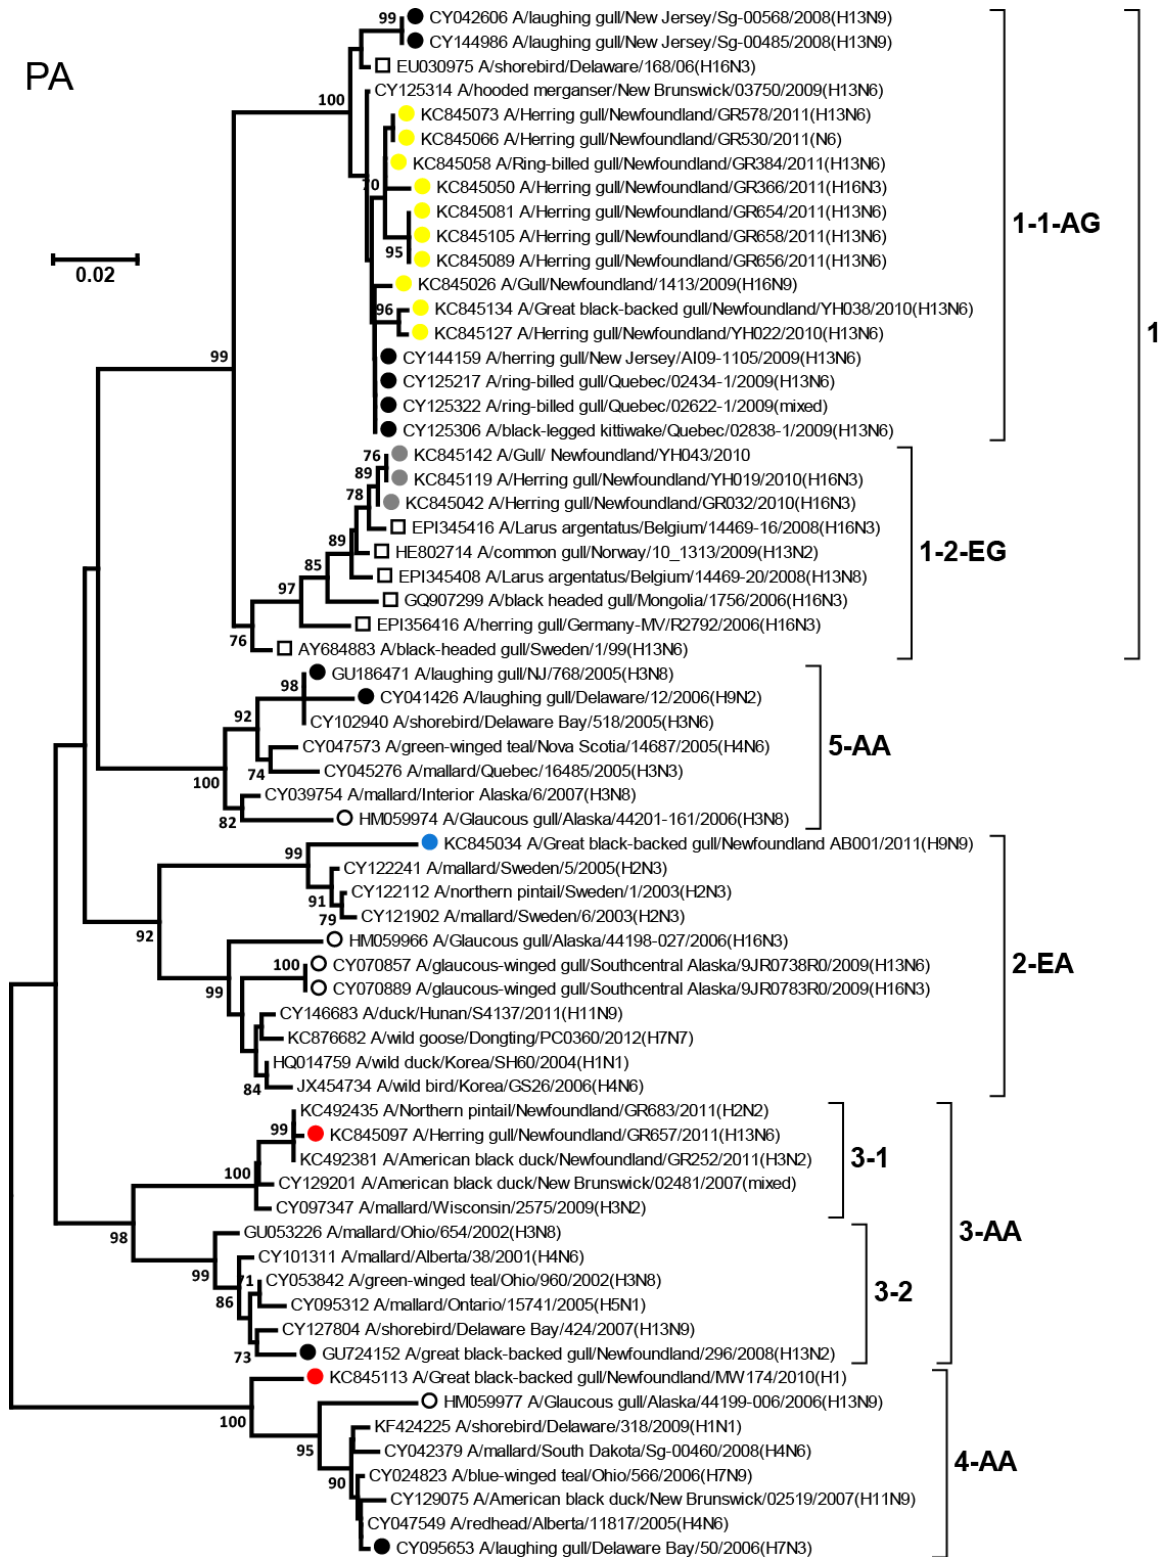 PA
0.02
99
CY042606 A/laughing gull/New Jersey/Sg-00568/2008(H13N9)
CY144986 A/laughing gull/New Jersey/Sg-00485/2008(H13N9)
EU030975 A/shorebird/Delaware/168/06(H16N3)
100
CY125314 A/hooded merganser/New Brunswick/03750/2009(H13N6)
KC845073 A/Herring gull/Newfoundland/GR578/2011(H13N6)
KC845066 A/Herring gull/Newfoundland/GR530/2011(N6)
KC845058 A/Ring-billed gull/Newfoundland/GR384/2011(H13N6)
70
KC845050 A/Herring gull/Newfoundland/GR366/2011(H16N3)
KC845081 A/Herring gull/Newfoundland/GR654/2011(H13N6)
1-1-AG
KC845105 A/Herring gull/Newfoundland/GR658/2011(H13N6)
95
KC845089 A/Herring gull/Newfoundland/GR656/2011(H13N6)
KC845026 A/Gull/Newfoundland/1413/2009(H16N9)
96
KC845134 A/Great black-backed gull/Newfoundland/YH038/2010(H13N6)
KC845127 A/Herring gull/Newfoundland/YH022/2010(H13N6)
1
99
CY144159 A/herring gull/New Jersey/AI09-1105/2009(H13N6)
CY125217 A/ring-billed gull/Quebec/02434-1/2009(H13N6)
CY125322 A/ring-billed gull/Quebec/02622-1/2009(mixed)
CY125306 A/black-legged kittiwake/Quebec/02838-1/2009(H13N6)
76
KC845142 A/Gull/ Newfoundland/YH043/2010
89
KC845119 A/Herring gull/Newfoundland/YH019/2010(H16N3)
78
KC845042 A/Herring gull/Newfoundland/GR032/2010(H16N3)
EPI345416 A/Larus argentatus/Belgium/14469-16/2008(H16N3)
89
HE802714 A/common gull/Norway/10_1313/2009(H13N2)
1-2-EG
85
EPI345408 A/Larus argentatus/Belgium/14469-20/2008(H13N8)
97
GQ907299 A/black headed gull/Mongolia/1756/2006(H16N3)
EPI356416 A/herring gull/Germany-MV/R2792/2006(H16N3)
76
AY684883 A/black-headed gull/Sweden/1/99(H13N6)
GU186471 A/laughing gull/NJ/768/2005(H3N8)
98
CY041426 A/laughing gull/Delaware/12/2006(H9N2)
92
CY102940 A/shorebird/Delaware Bay/518/2005(H3N6)
CY047573 A/green-winged teal/Nova Scotia/14687/2005(H4N6)
5-AA
74
CY045276 A/mallard/Quebec/16485/2005(H3N3)
100
CY039754 A/mallard/Interior Alaska/6/2007(H3N8)
82
HM059974 A/Glaucous gull/Alaska/44201-161/2006(H3N8)
KC845034 A/Great black-backed gull/Newfoundland AB001/2011(H9N9)
99
CY122241 A/mallard/Sweden/5/2005(H2N3)
91
CY122112 A/northern pintail/Sweden/1/2003(H2N3)
79
CY121902 A/mallard/Sweden/6/2003(H2N3)
92
HM059966 A/Glaucous gull/Alaska/44198-027/2006(H16N3)
100
CY070857 A/glaucous-winged gull/Southcentral Alaska/9JR0738R0/2009(H13N6)
2-EA
99
CY070889 A/glaucous-winged gull/Southcentral Alaska/9JR0783R0/2009(H16N3)
CY146683 A/duck/Hunan/S4137/2011(H11N9)
KC876682 A/wild goose/Dongting/PC0360/2012(H7N7)
HQ014759 A/wild duck/Korea/SH60/2004(H1N1)
84
JX454734 A/wild bird/Korea/GS26/2006(H4N6)
KC492435 A/Northern pintail/Newfoundland/GR683/2011(H2N2)
99
KC845097 A/Herring gull/Newfoundland/GR657/2011(H13N6)
KC492381 A/American black duck/Newfoundland/GR252/2011(H3N2)
3-1
100
CY129201 A/American black duck/New Brunswick/02481/2007(mixed)
CY097347 A/mallard/Wisconsin/2575/2009(H3N2)
98
GU053226 A/mallard/Ohio/654/2002(H3N8)
3-AA
CY101311 A/mallard/Alberta/38/2001(H4N6)
99
71
CY053842 A/green-winged teal/Ohio/960/2002(H3N8)
3-2
86
CY095312 A/mallard/Ontario/15741/2005(H5N1)
CY127804 A/shorebird/Delaware Bay/424/2007(H13N9)
73
GU724152 A/great black-backed gull/Newfoundland/296/2008(H13N2)
KC845113 A/Great black-backed gull/Newfoundland/MW174/2010(H1)
HM059977 A/Glaucous gull/Alaska/44199-006/2006(H13N9)
100
KF424225 A/shorebird/Delaware/318/2009(H1N1)
95
CY042379 A/mallard/South Dakota/Sg-00460/2008(H4N6)
4-AA
90
CY024823 A/blue-winged teal/Ohio/566/2006(H7N9)
CY129075 A/American black duck/New Brunswick/02519/2007(H11N9)
CY047549 A/redhead/Alberta/11817/2005(H4N6)
CY095653 A/laughing gull/Delaware Bay/50/2006(H7N3)